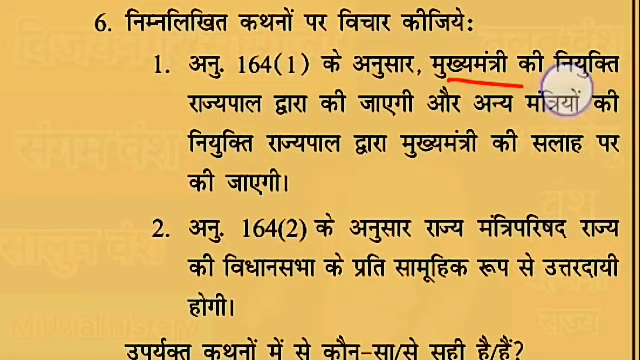 6. निम्नलिखित कथनों पर विचार कीजिये:
1. अनु. 164(1) के अनुसार, मुख्यमंत्री की नियुक्ति
राज्यपाल द्वारा की जाएगी और अन्य मंत्रियों की
नियुक्ति राज्यपाल द्वारा मुख्यमंत्री की सलाह पर
की जाएगी।
2. अनु. 164(2) के अनुसार राज्य मंत्रिपरिषद राज्य
की विधानसभा के प्रति सामूहिक रूप से उत्तरदायी
होगी।
उपर्युक्त कथनों में से कौन-सा/से सही है/हैं?